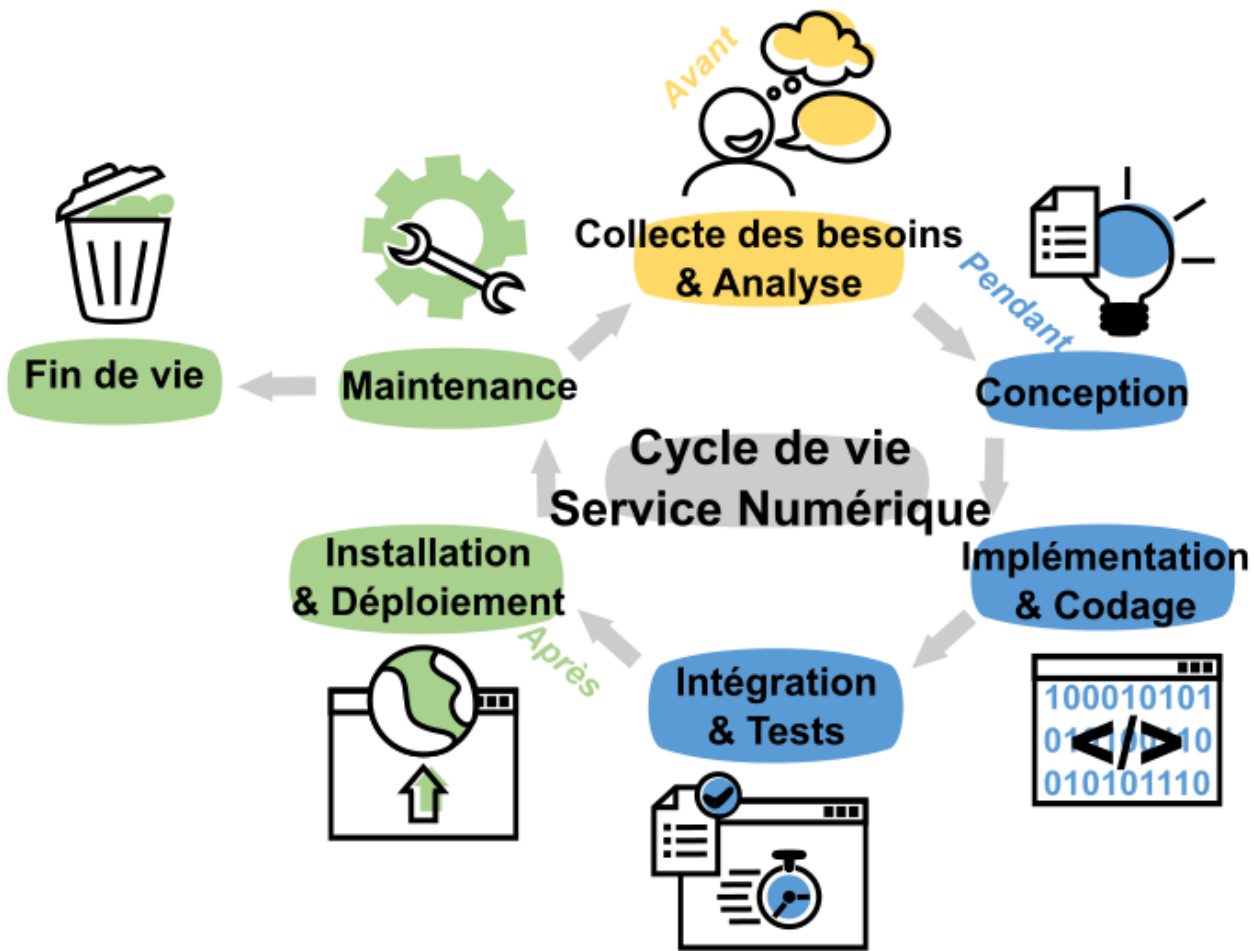 Avant
Collecte des besoins
& Analyse
Pendant
Conception
Fin de vie
Maintenance
Cycle de vie
Service Numérique
Installation
& Déploiement
Implémentation
& Codage
Après
Intégration
& Tests
100010101
</>
010101110